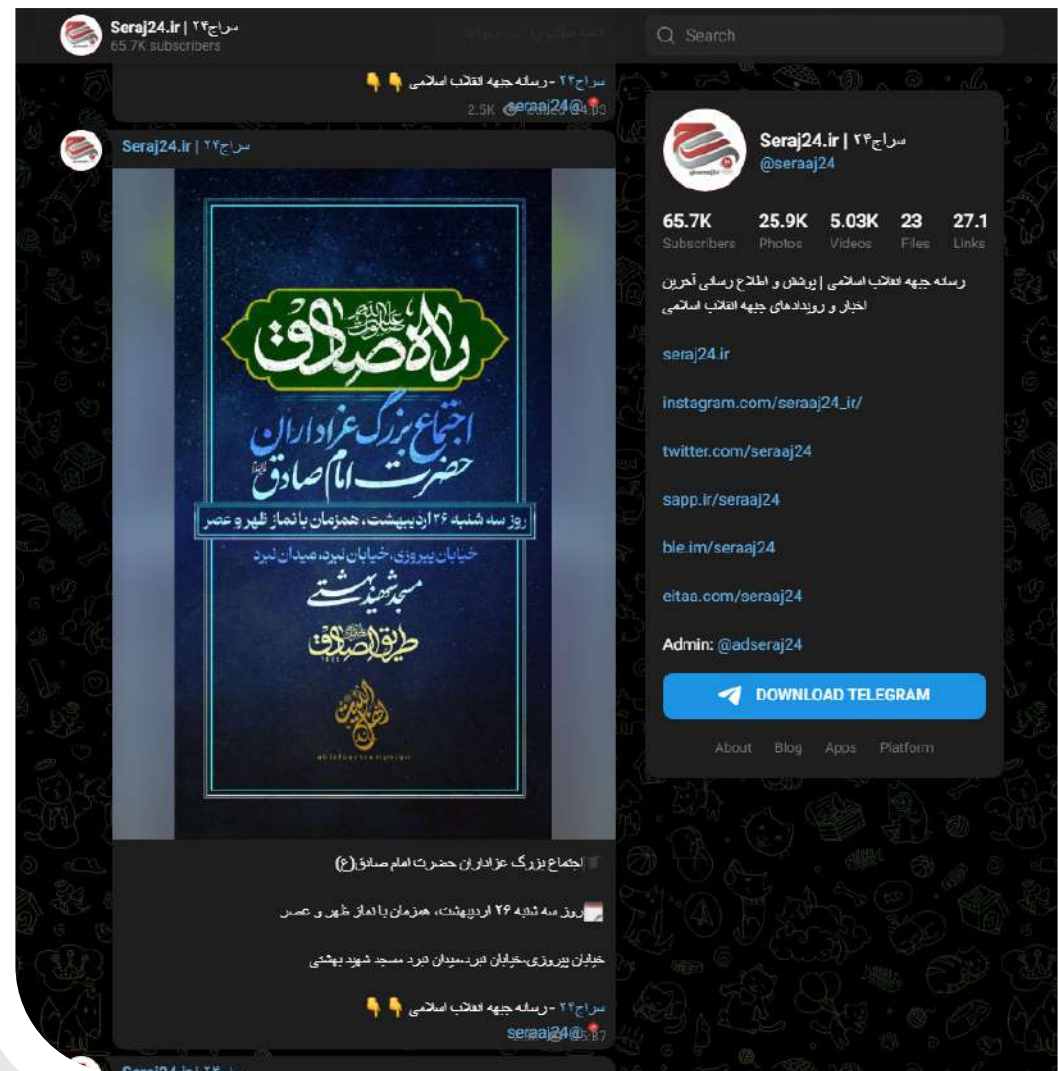 Seraj24.ir | سراج۲۴
65.7K subscribers
سراج۲۴ -رسانه جبهه انقلاب اسلامی 👇👇
2.5K
@seraaj24
Seraj24.ir | سراج۲۴
راه صادق
اجتماع بزرگ عزاداران
حضرت امام صادق
روز سه شنبه ۲۶ اردیبهشت، همزمان با نماز ظهر و عصر
خیابان پیروزی، خیابان نبرد، میدان نبرد
مسجد شهید بهشتی
طریق الصادق
اجتماع بزرگ عزاداران حضرت امام صادق(ع)
روز سه شنبه ۲۶ اردیبهشت، همزمان با نماز ظهر و عصر
خیابان پیروزی،خیابان نبرد،میدان نبرد مسجد شهید بهشتی
سراج۲۴ -رسانه جبهه انقلاب اسلامی 👇👇
@seraaj24
Seraj24.ir | سراج۲۴
Search
Seraj24.ir | سراج۲۴
@seraaj24
65.7K 25.9K 5.03K 23 27.1
Subscribers Photos Videos Files Links
رسانه جبهه انقلاب اسلامی | پوشش و اطلاع رسانی آخرین
اخبار و رویدادهای جبهه انقلاب اسلامی
seraj24.ir
instagram.com/seraaj24_ir/
twitter.com/seraaj24
sapp.ir/seraaj24
ble.im/seraaj24
eitaa.com/seraaj24
Admin: @adseraj24
DOWNLOAD TELEGRAM
About Blog Apps Platform